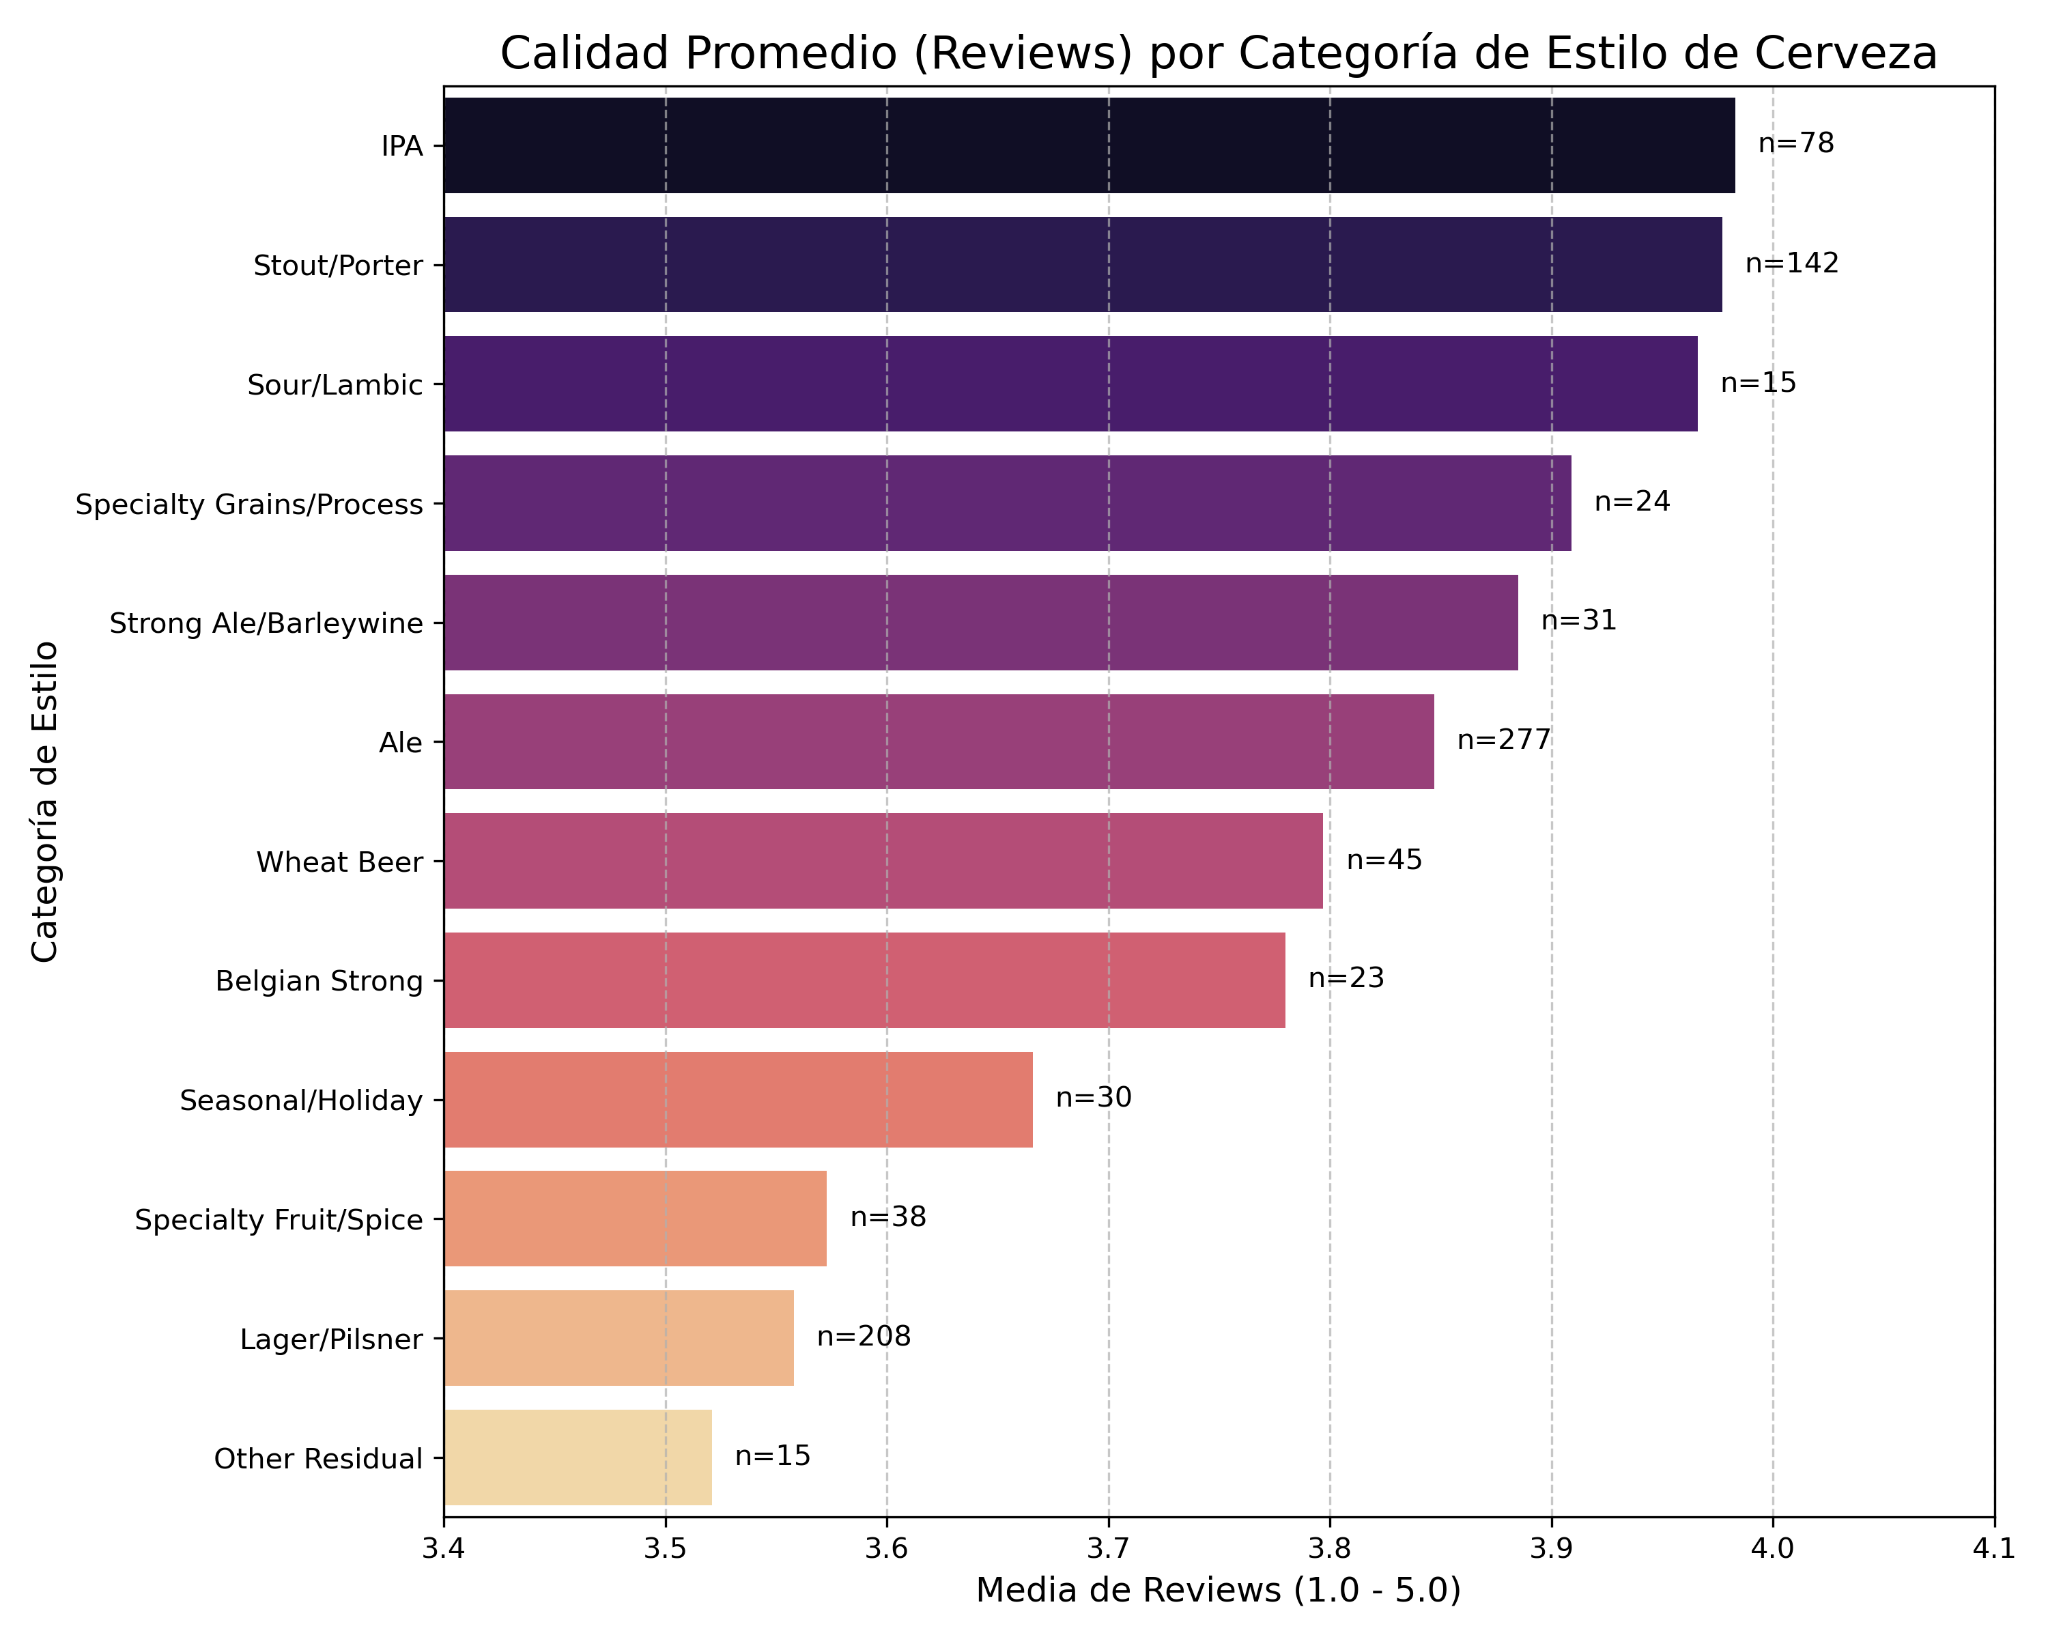 Calidad Promedio (Reviews) por Categoría de Estilo de Cerveza
Categoría de Estilo
IPA n=78
Stout/Porter n=142
Sour/Lambic n=15
Specialty Grains/Process n=24
Strong Ale/Barleywine n=31
Ale n=277
Wheat Beer n=45
Belgian Strong n=23
Seasonal/Holiday n=30
Specialty Fruit/Spice n=38
Lager/Pilsner n=208
Other Residual n=15
3.4 3.5 3.6 3.7 3.8 3.9 4.0 4.1
Media de Reviews (1.0 - 5.0)